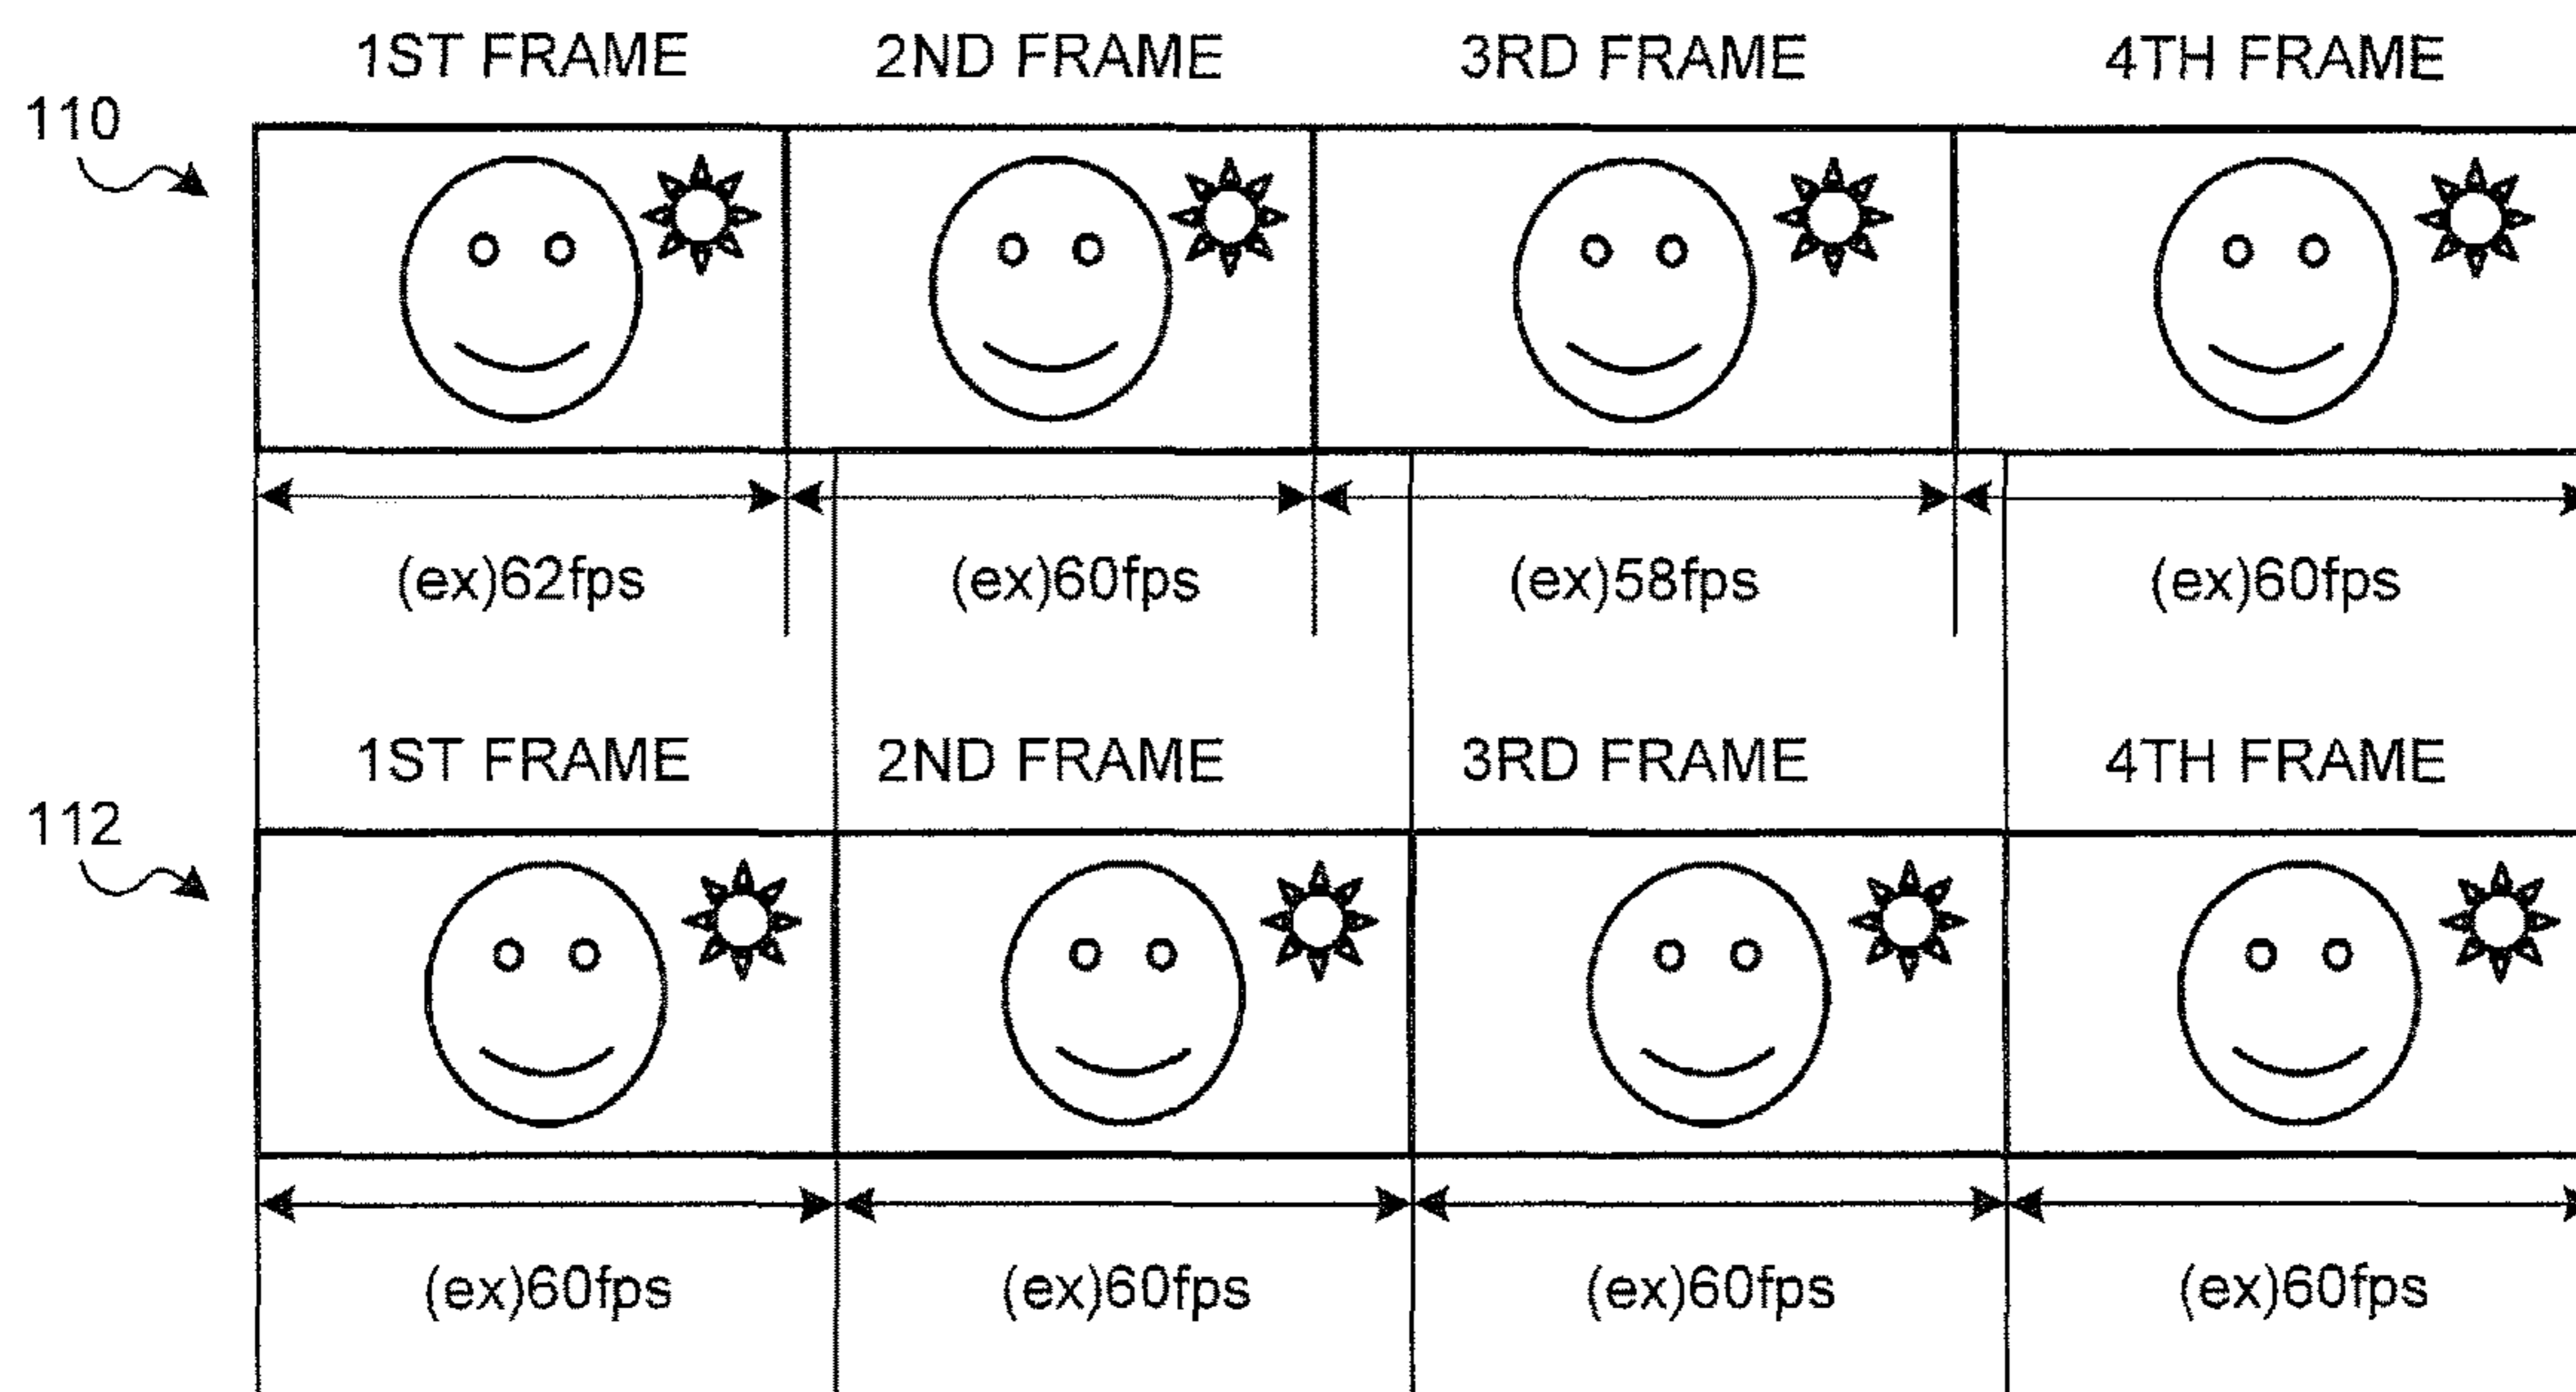 1ST FRAME 2ND FRAME 3RD FRAME 4TH FRAME
110
(ex)62fps (ex)60fps (ex)58fps (ex)60fps
1ST FRAME 2ND FRAME 3RD FRAME 4TH FRAME
112
(ex)60fps (ex)60fps (ex)60fps (ex)60fps